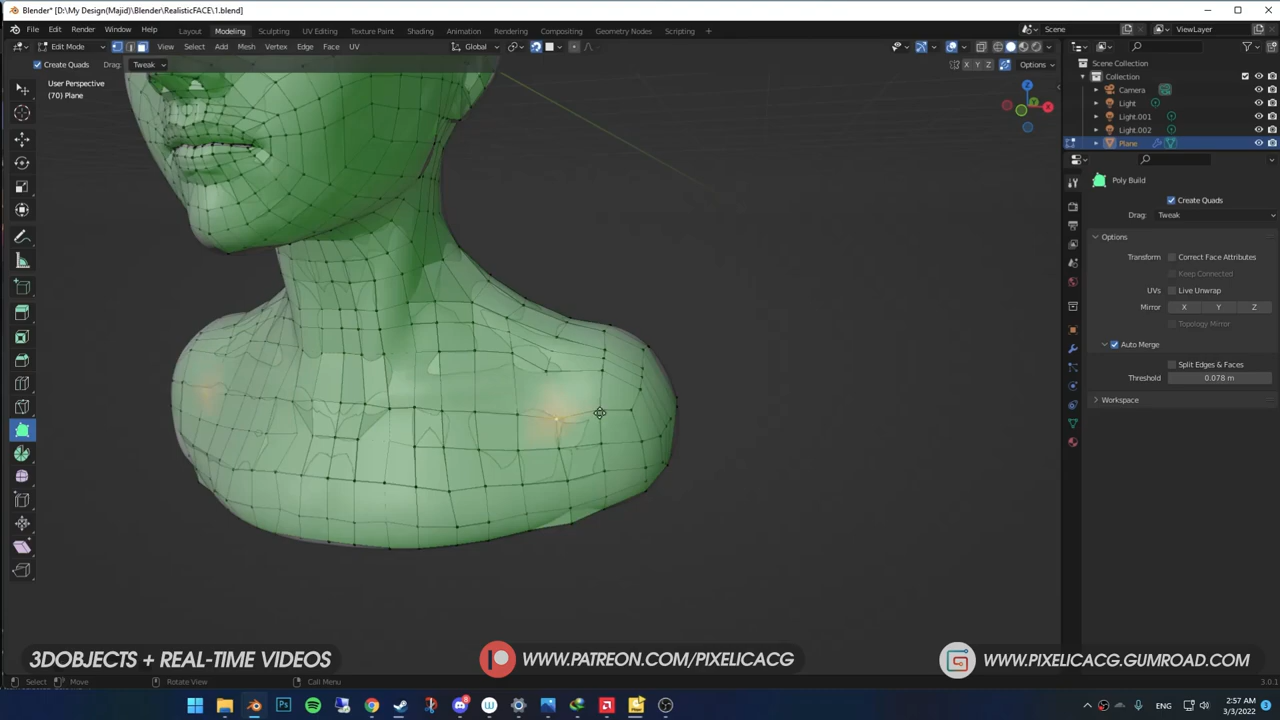 Blender* [D:\My Design(Majid)\Blender\RealisticFACE\1.blend]
File Edit Render Window Help Layout Modeling Sculpting UV Editing Texture Paint Shading Animation Rendering Compositing Geometry Nodes Scripting + Scene ViewLayer
Edit Mode View Select Add Mesh Vertex Edge Face UV Global
Create Quads Drag: Tweak X Y Z Options
User Perspective
(70) Plane
Scene Collection
Collection
Camera
Light
Light.001
Light.002
Plane
Poly Build
Create Quads
Drag: Tweak
Options
Transform Correct Face Attributes
Keep Connected
UVs Live Unwrap
Mirror X Y Z
Topology Mirror
Auto Merge
Split Edges & Faces
Threshold 0.078 m
Workspace
3DOBJECTS + REAL-TIME VIDEOS WWW.PATREON.COM/PIXELICACG WWW.PIXELICACG.GUMROAD.COM
Select Move Rotate View Call Menu 3.0.1
ENG 2:57 AM
3/3/2022